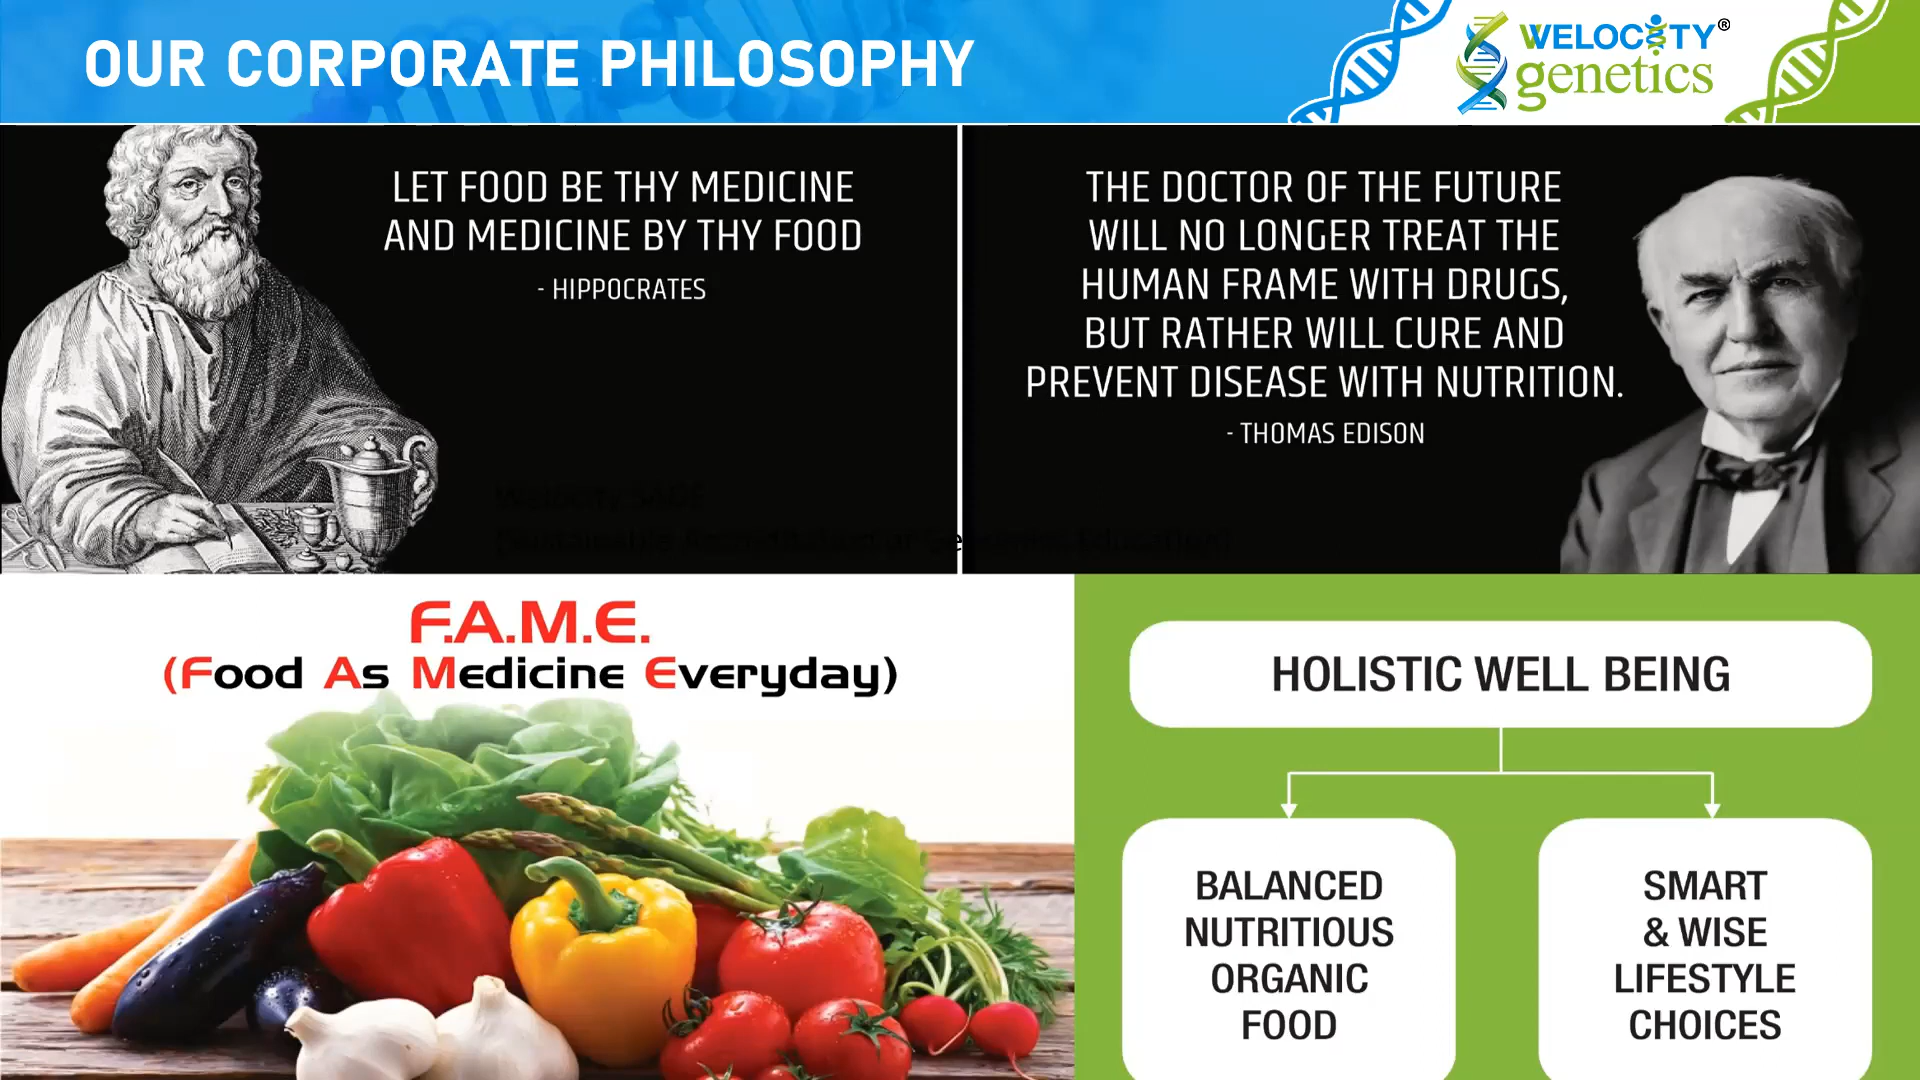 OUR CORPORATE PHILOSOPHY
WELOCITY®
genetics
LET FOOD BE THY MEDICINE
AND MEDICINE BY THY FOOD
- HIPPOCRATES
THE DOCTOR OF THE FUTURE
WILL NO LONGER TREAT THE
HUMAN FRAME WITH DRUGS,
BUT RATHER WILL CURE AND
PREVENT DISEASE WITH NUTRITION.
- THOMAS EDISON
F.A.M.E.
(Food As Medicine Everyday)
HOLISTIC WELL BEING
BALANCED
NUTRITIOUS
ORGANIC
FOOD
SMART
& WISE
LIFESTYLE
CHOICES